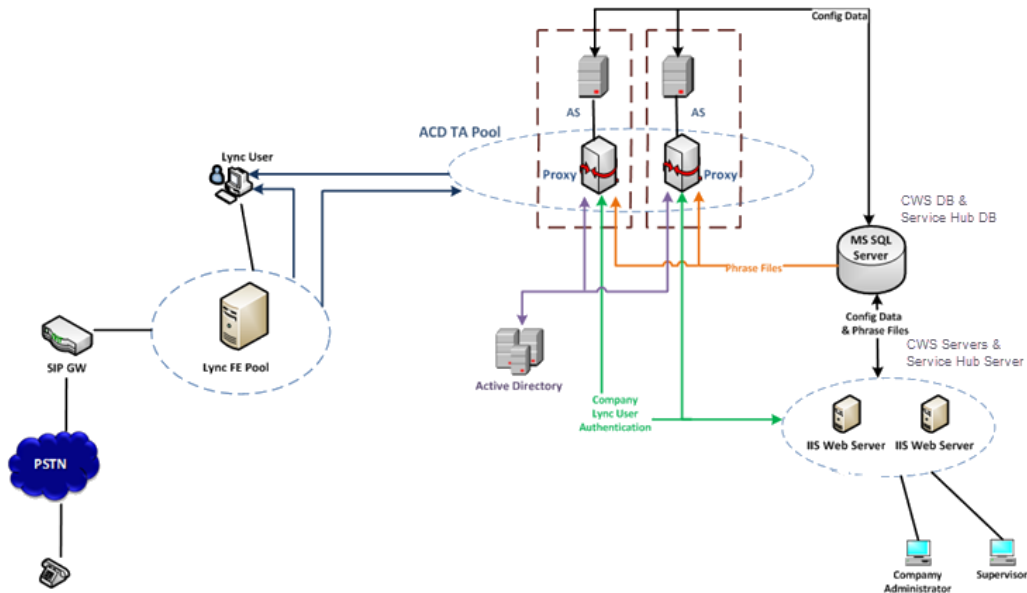 Config Data
AS
AS
ACD TA Pool
Lync User
Proxy
Proxy
CWS DB &
Service Hub DB
MS SQL
Server
Phrase Files
Config Data
& Phrase Files
CWS Servers &
Service Hub Server
SIP GW
Lync FE Pool
Active Directory
Company
Lync User
Authentication
IIS Web Server
IIS Web Server
PSTN
Compamy
Administrator
Supervisor